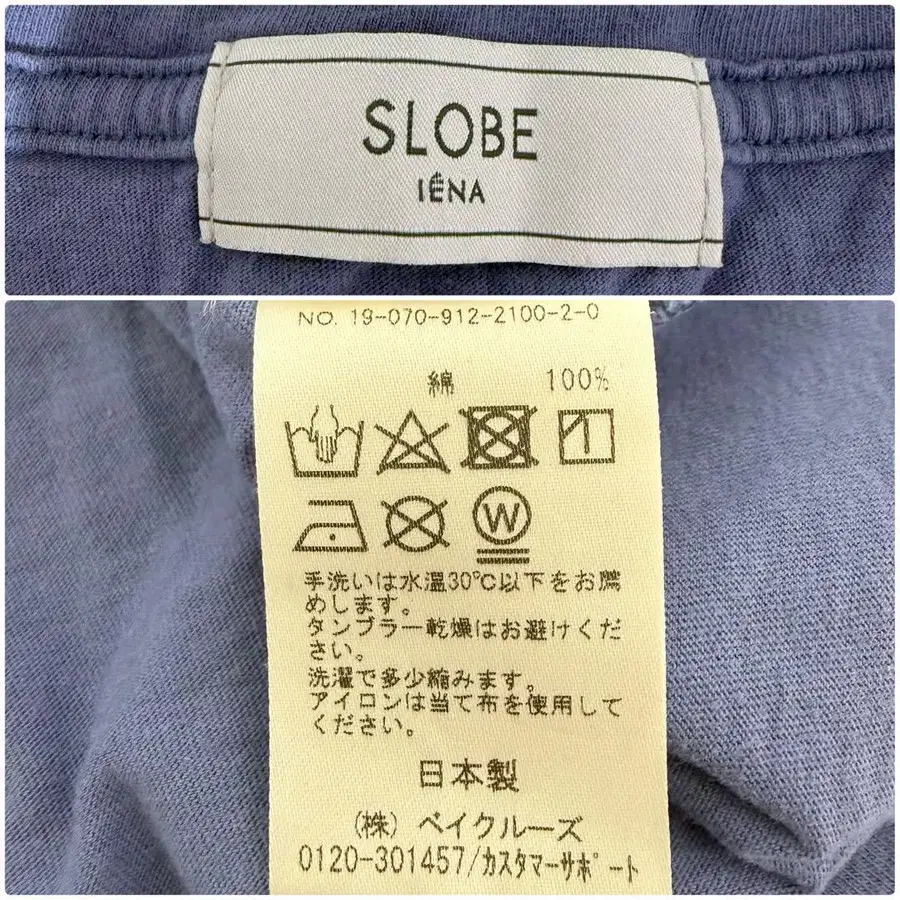 SLOBE
IÉNA
NO. 19-070-912-2100-2-0
綿 100%
W
手洗いは水温30℃以下をお薦
めします。
タンブラー乾燥はお避けくだ
さい。
洗濯で多少縮みます。
アイロンは当て布を使用して
ください。
日本製
(株) ベイクルーズ
0120-301457/カスタマーサポート